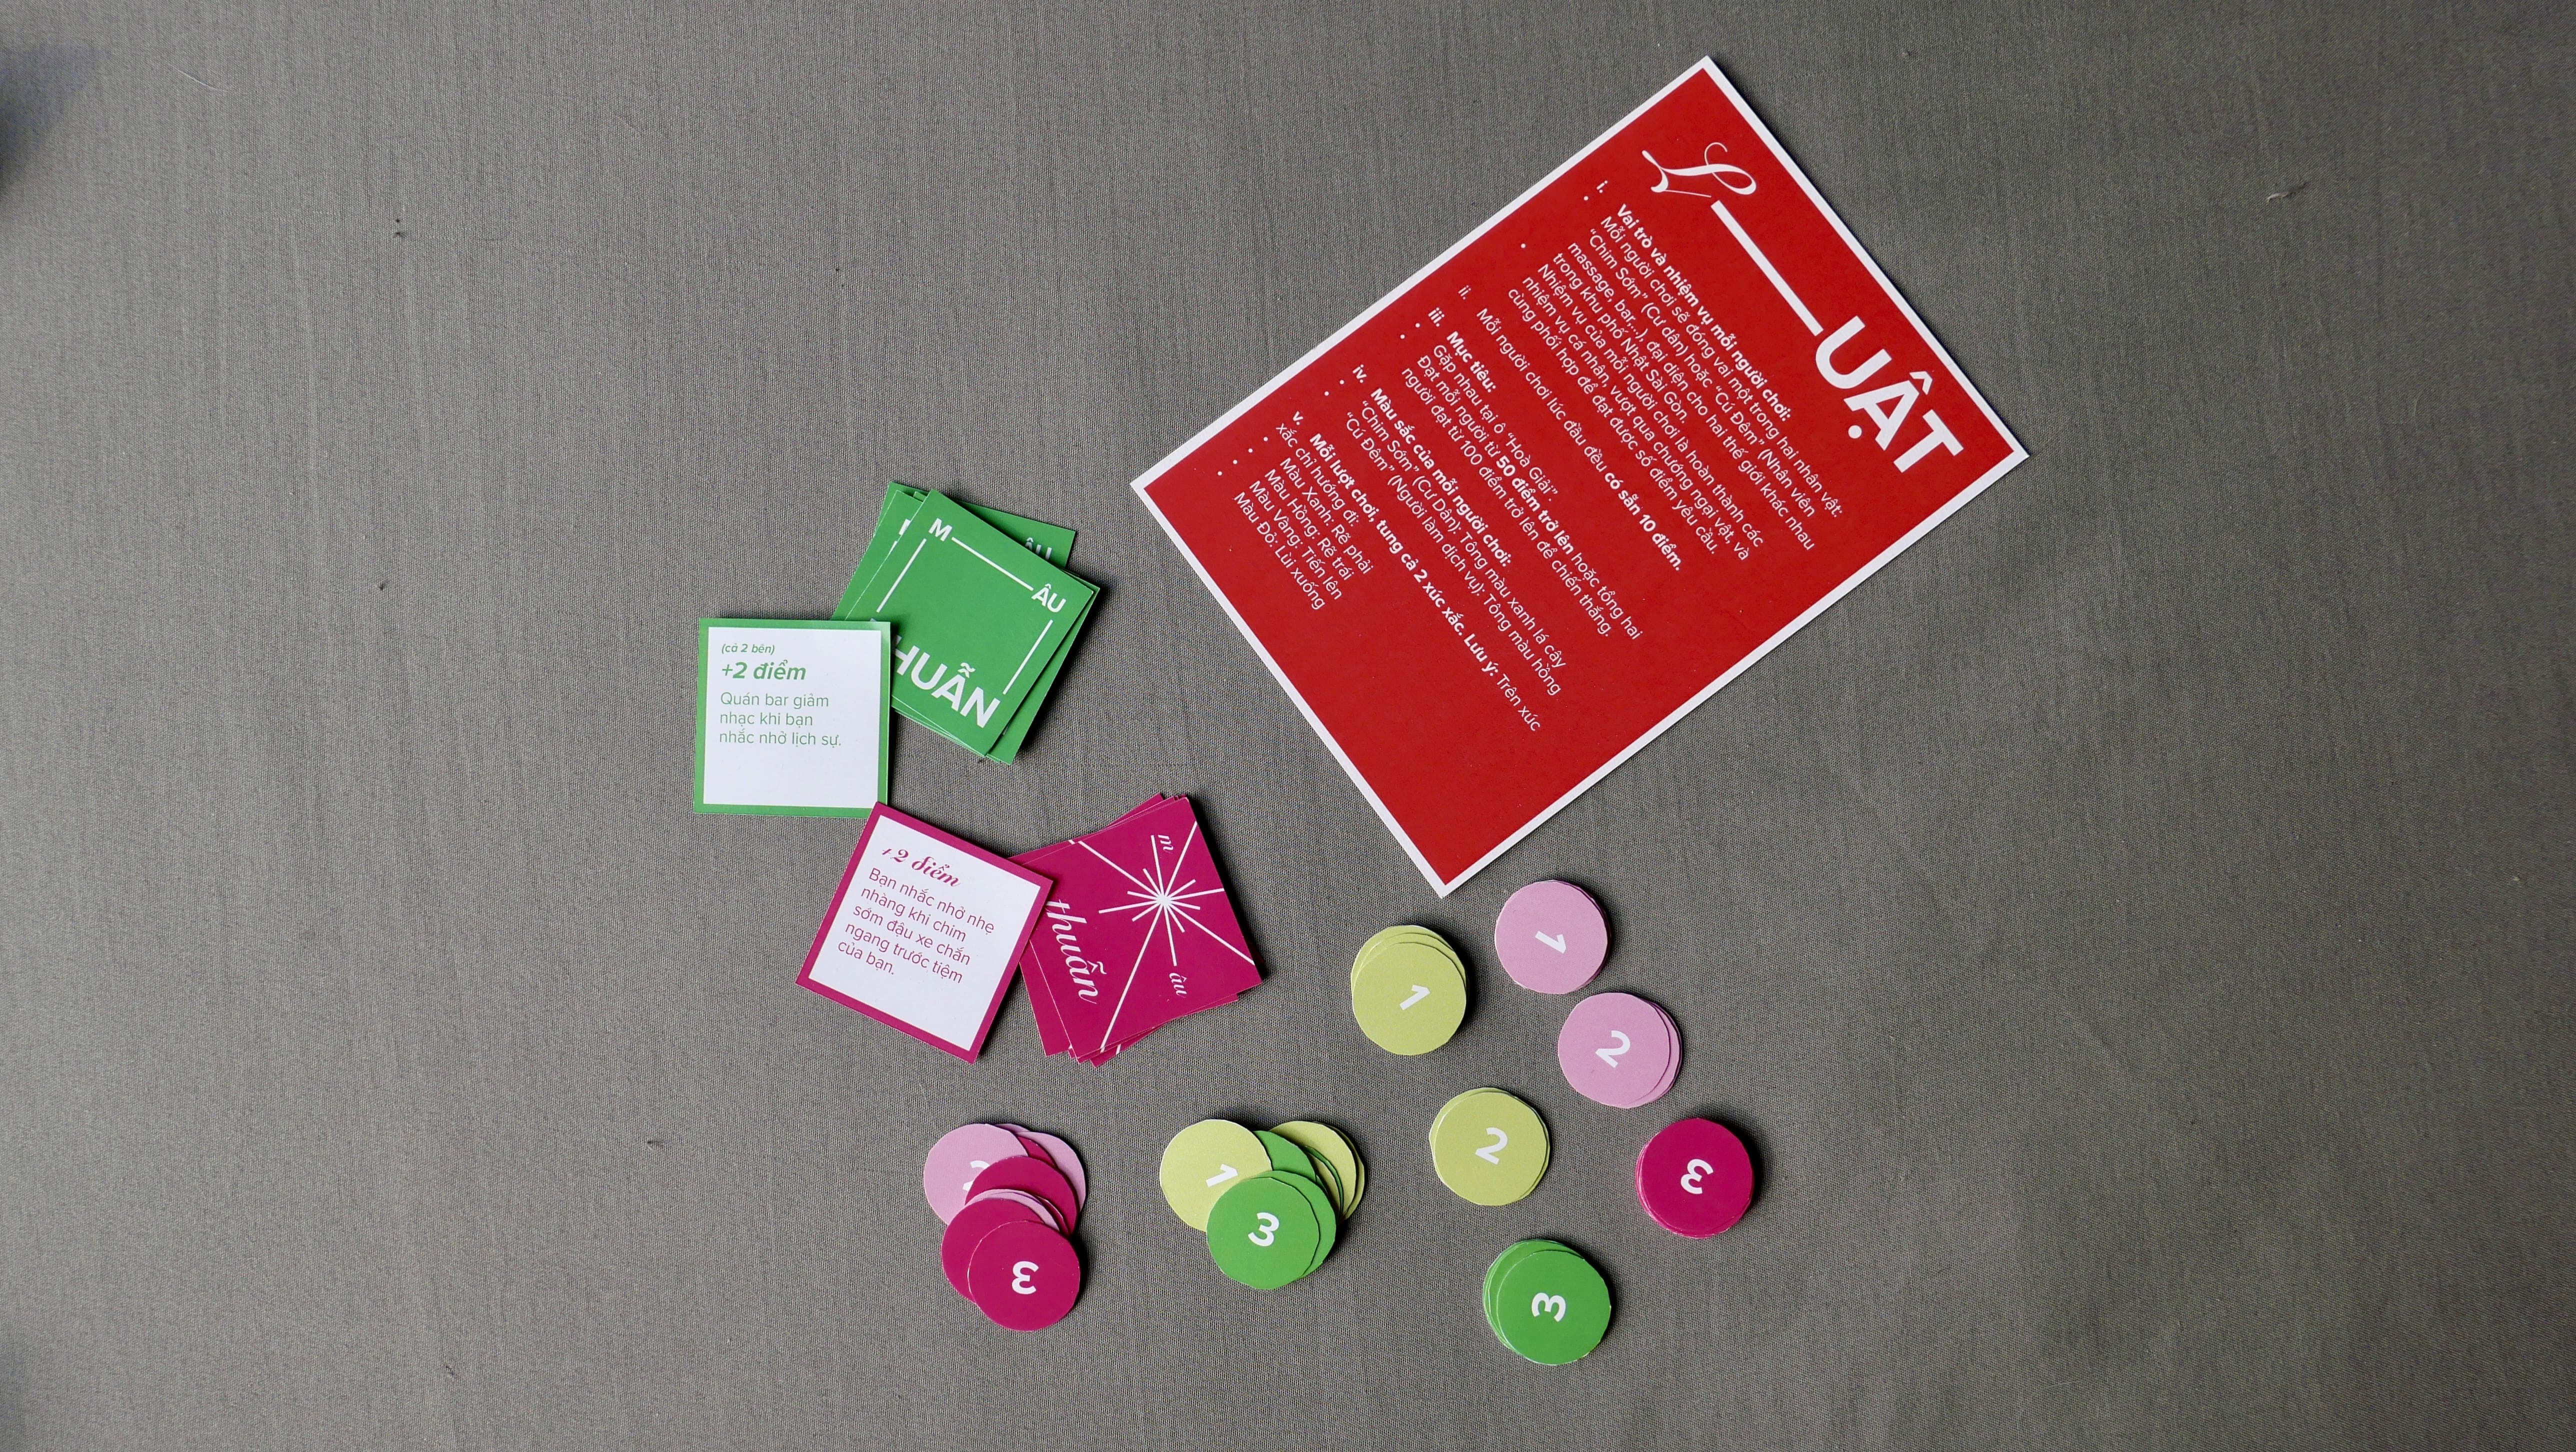 L—UẬT
i. Vai trò và nhiệm vụ mỗi người chơi:
• Mỗi người chơi sẽ đóng vai một trong hai nhân vật:
“Chim Sớm” (Cư dân) hoặc “Cú Đêm” (Nhân viên
massage, bar,...), đại diện cho hai thế giới khác nhau
trong khu phố Nhật Sài Gòn.
• Nhiệm vụ của mỗi người chơi là hoàn thành các
nhiệm vụ cá nhân, vượt qua chướng ngại vật, và
cùng phối hợp để đạt được số điểm yêu cầu.
ii. Mỗi người chơi lúc đầu đều có sẵn 10 điểm.
iii. Mục tiêu:
• Gặp nhau tại ô “Hoà Giải”.
• Đạt mỗi người từ 50 điểm trở lên hoặc tổng hai
người đạt từ 100 điểm trở lên để chiến thắng.
iv. Màu sắc của mỗi người chơi:
• “Chim Sớm” (Cư Dân): Tông màu xanh lá cây
• “Cú Đêm” (Người làm dịch vụ): Tông màu hồng
v. Mỗi lượt chơi, tung cả 2 xúc xắc. Lưu ý: Trên xúc
xắc chỉ hướng đi:
• Màu Xanh: Rẽ phải
• Màu Hồng: Rẽ trái
• Màu Vàng: Tiến lên
• Màu Đỏ: Lùi xuống
ÂU
M—ÂU
THUẪN
(cả 2 bên)
+2 điểm
Quán bar giảm
nhạc khi bạn
nhắc nhở lịch sự.
+2 điểm
Bạn nhắc nhở nhẹ
nhàng khi chim
sớm đậu xe chắn
ngang trước tiệm
của bạn.
m
âu
thuẫn
1
1
2
2
3
2
3
1
3
3